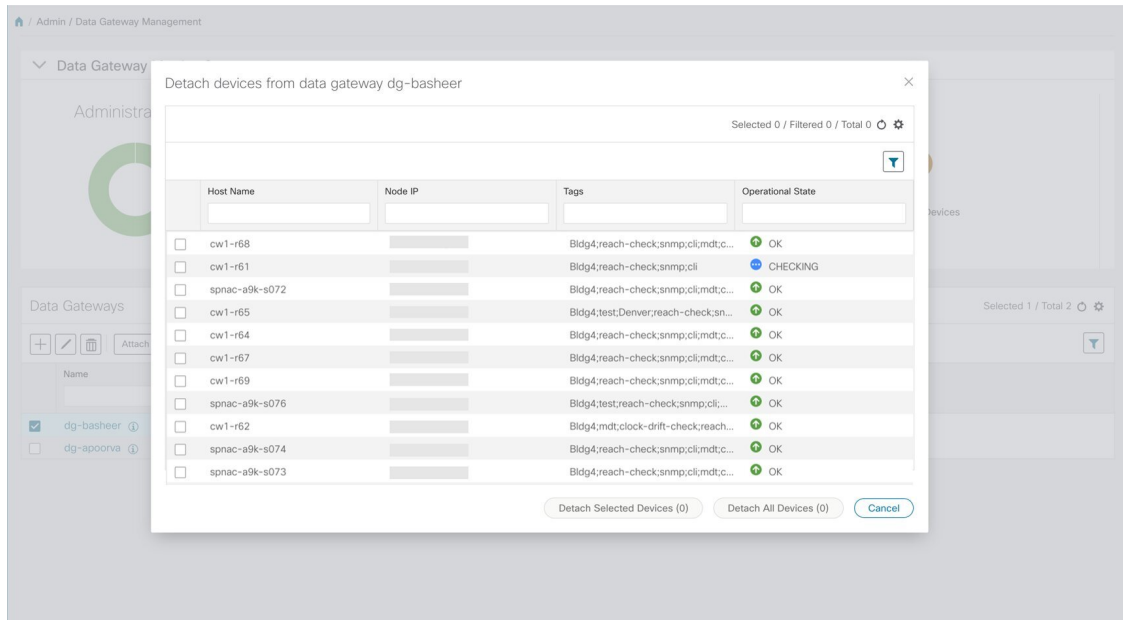 / Admin / Data Gateway Management
Data Gateway
Administra
Devices
Detach devices from data gateway dg-basheer
Selected 0 / Filtered 0 / Total 0
Host Name Node IP Tags Operational State
cw1-r68 Bldg4;reach-check;snmp;cli;mdt;c... OK
cw1-r61 Bldg4;reach-check;snmp;cli CHECKING
spnac-a9k-s072 Bldg4;reach-check;snmp;cli;mdt;c... OK
cw1-r65 Bldg4;test;Denver;reach-check;sn... OK
cw1-r64 Bldg4;reach-check;snmp;cli;mdt;c... OK
cw1-r67 Bldg4;reach-check;snmp;cli;mdt;c... OK
cw1-r69 Bldg4;reach-check;snmp;cli;mdt;c... OK
spnac-a9k-s076 Bldg4;test;reach-check;snmp;cli;... OK
cw1-r62 Bldg4;mdt;clock-drift-check;reach... OK
spnac-a9k-s074 Bldg4;reach-check;snmp;cli;mdt;c... OK
spnac-a9k-s073 Bldg4;reach-check;snmp;cli;mdt;c... OK
Detach Selected Devices (0) Detach All Devices (0) Cancel
Data Gateways Selected 1 / Total 2
Attach
Name
dg-basheer
dg-apoorva